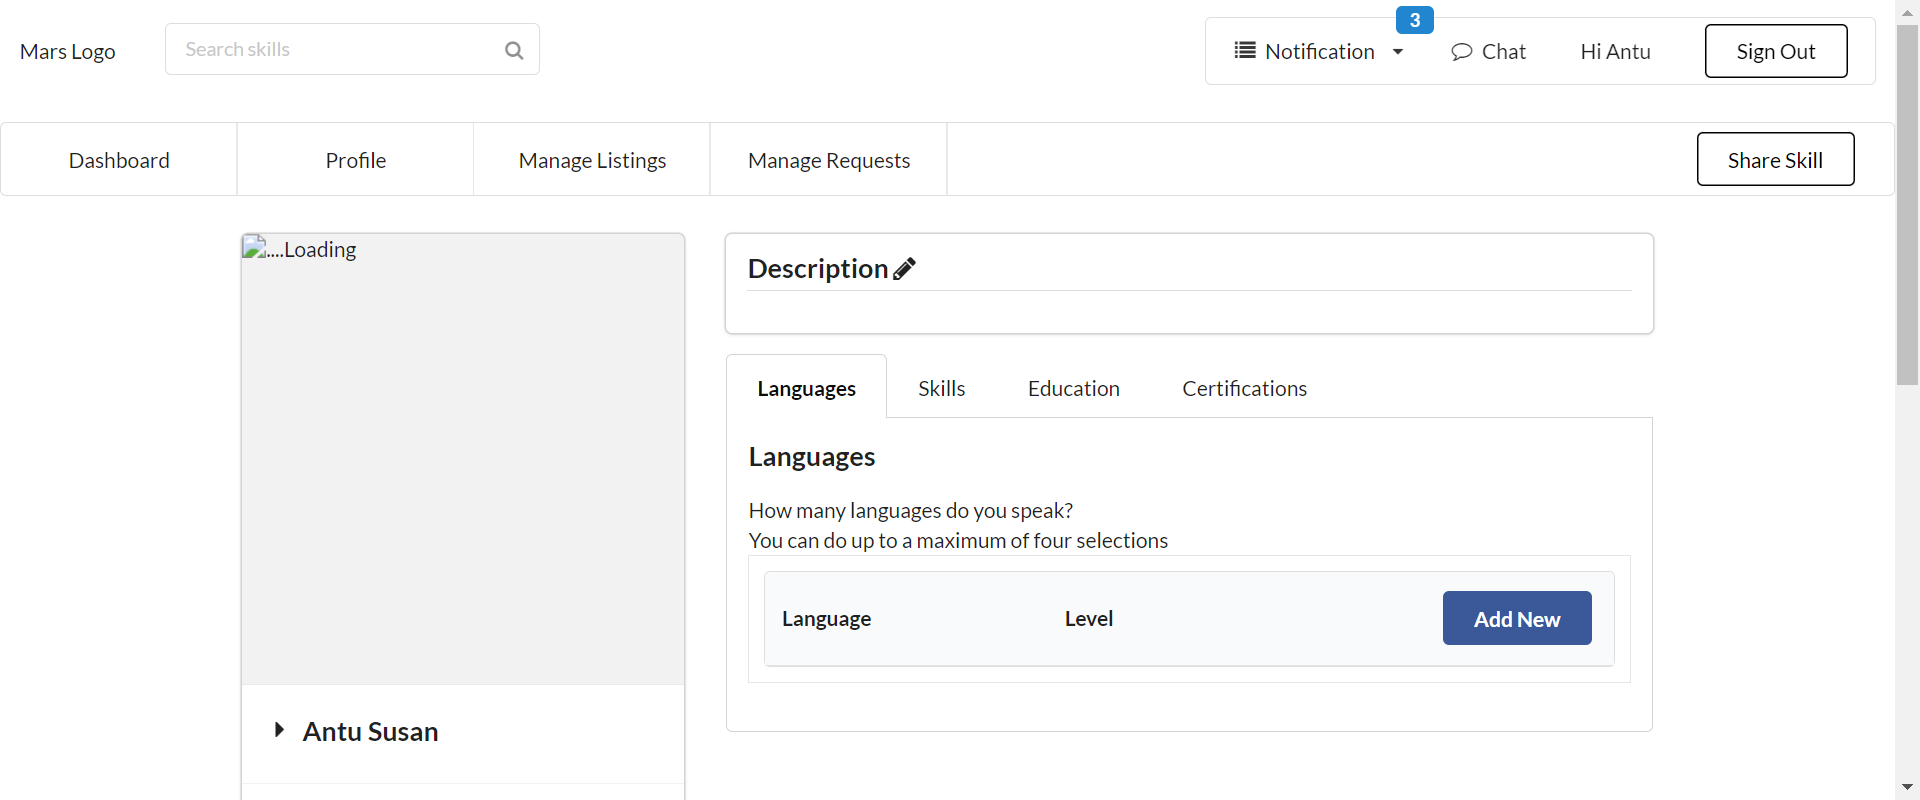 Mars Logo
Search skills
3
Notification
Chat
Hi Antu
Sign Out
Dashboard
Profile
Manage Listings
Manage Requests
Share Skill
....Loading
Antu Susan
Description
Languages
Skills
Education
Certifications
Languages
How many languages do you speak?
You can do up to a maximum of four selections
Language
Level
Add New